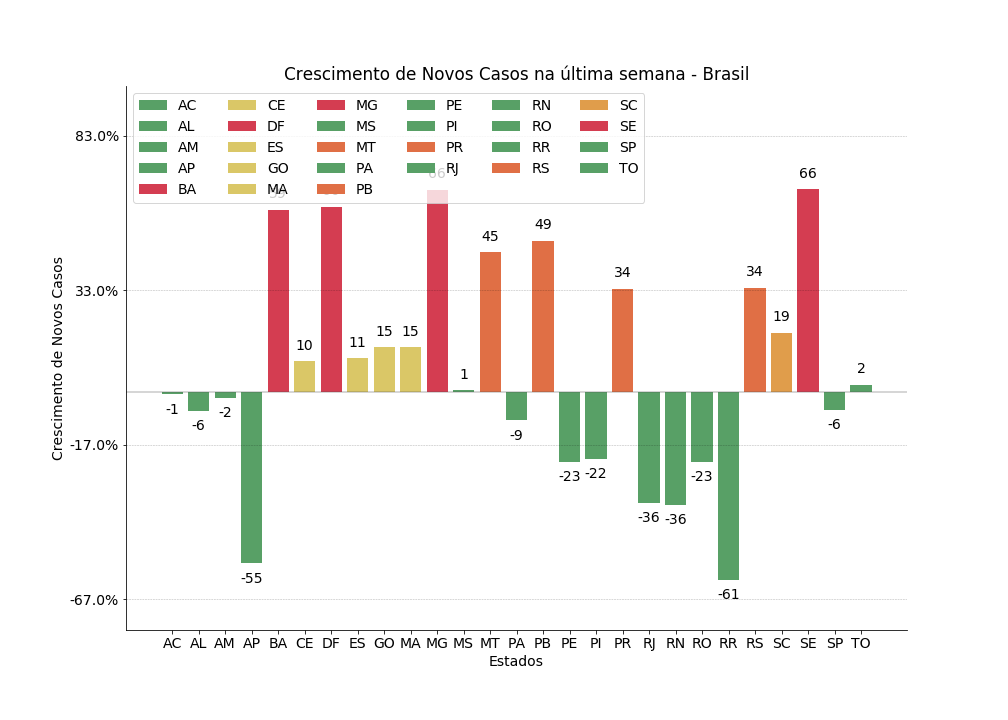 Crescimento de Novos Casos na última semana - Brasil
AC CE MG PE RN SC
AL DF MS PI RO SE
AM ES MT PR RR SP
AP GO PA RJ RS TO
BA MA PB
83.0%
33.0%
-17.0%
-67.0%
Crescimento de Novos Casos
-1 -6 -2 -55 59 10 11 15 15 66 1 45 -9 49 -23 -22 34 -36 -36 -23 -61 34 19 66 -6 2
AC AL AM AP BA CE DF ES GO MA MG MS MT PA PB PE PI PR RJ RN RO RR RS SC SE SP TO
Estados